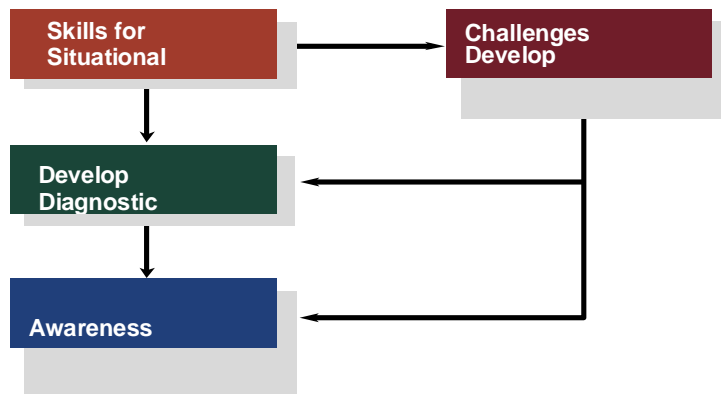 Skills for
Situational
Challenges
Develop
Develop
Diagnostic
Awareness